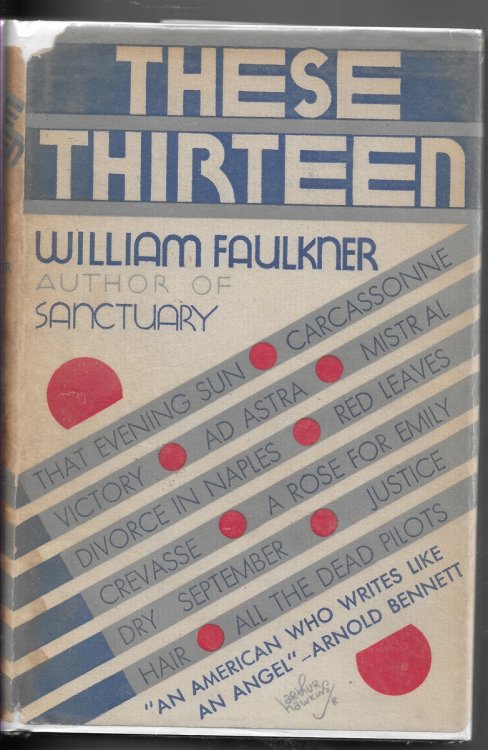 THESE
THIRTEEN
WILLIAM FAULKNER
AUTHOR OF
SANCTUARY
THAT EVENING SUN CARCASSONNE
VICTORY AD ASTRA MISTRAL
DIVORCE IN NAPLES RED LEAVES
CREVASSE A ROSE FOR EMILY
DRY SEPTEMBER JUSTICE
HAIR ALL THE DEAD PILOTS
"AN AMERICAN WHO WRITES LIKE
AN ANGEL"—ARNOLD BENNETT
arthur
hawkins
JR